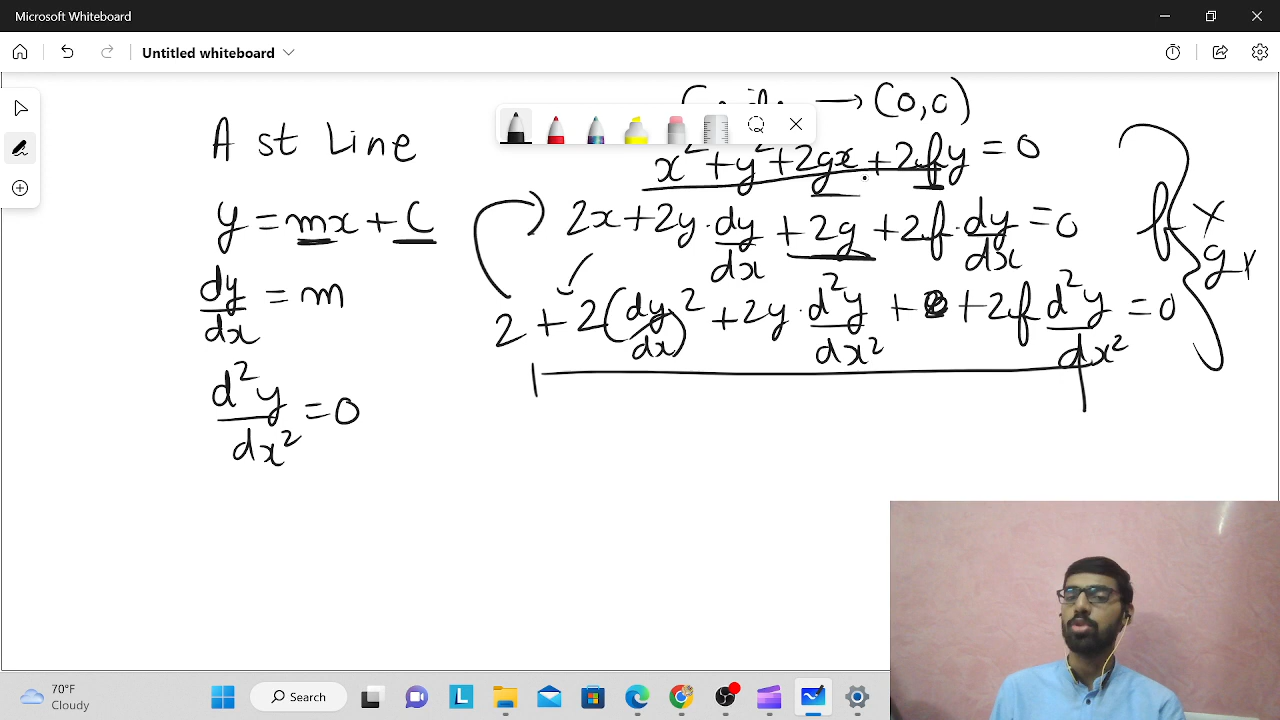 Microsoft Whiteboard
Untitled whiteboard
→ (0,0)
A st Line
x² + y² + 2gx + 2fy = 0
y = mx + C
2x + 2y · dy/dx + 2g + 2f · dy/dx = 0
f x
g x
dy/dx = m
2 + 2(dy/dx)² + 2y · d²y/dx² + 0 + 2f d²y/dx² = 0
d²y/dx² = 0
70°F
Cloudy
Search